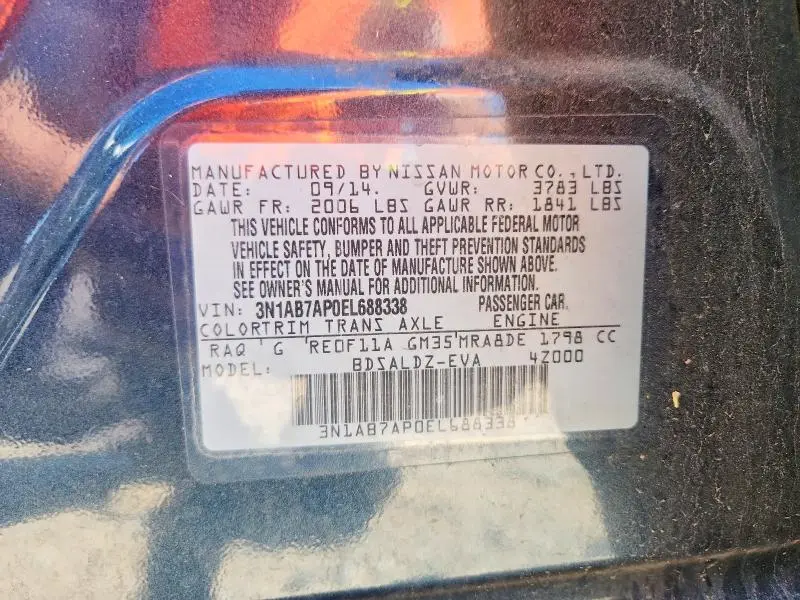 MANUFACTURED BY NISSAN MOTOR CO., LTD.
DATE: 09/14. GVWR: 3783 LBS
GAWR FR: 2006 LBS GAWR RR: 1841 LBS
THIS VEHICLE CONFORMS TO ALL APPLICABLE FEDERAL MOTOR
VEHICLE SAFETY, BUMPER AND THEFT PREVENTION STANDARDS
IN EFFECT ON THE DATE OF MANUFACTURE SHOWN ABOVE.
SEE OWNER'S MANUAL FOR ADDITIONAL INFORMATION.
VIN: 3N1AB7AP0EL688338 PASSENGER CAR.
COLOR TRIM TRANS AXLE ENGINE
RAQ ' G 'RE0F11A GM35'MRA8DE 1798 CC
MODEL: BDSALDZ-EVA 4Z000
3N1AB7AP0EL688338